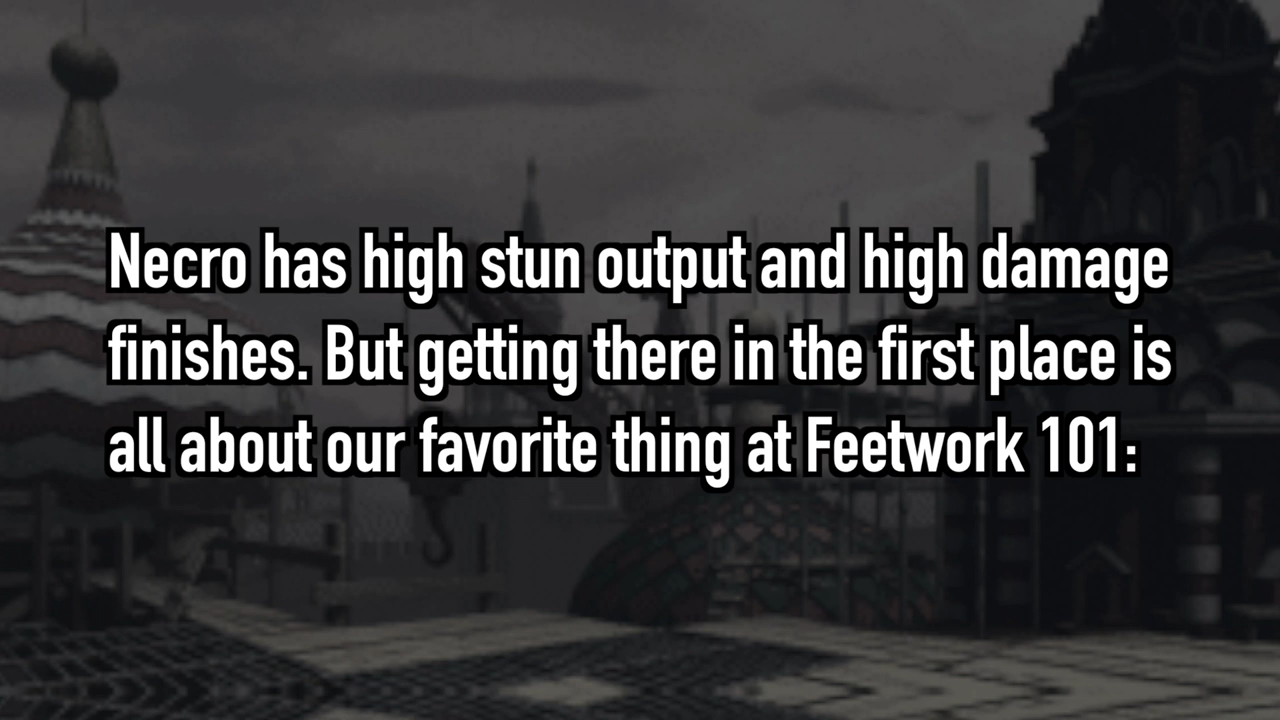 Necro has high stun output and high damage
finishes. But getting there in the first place is
all about our favorite thing at Feetwork 101: